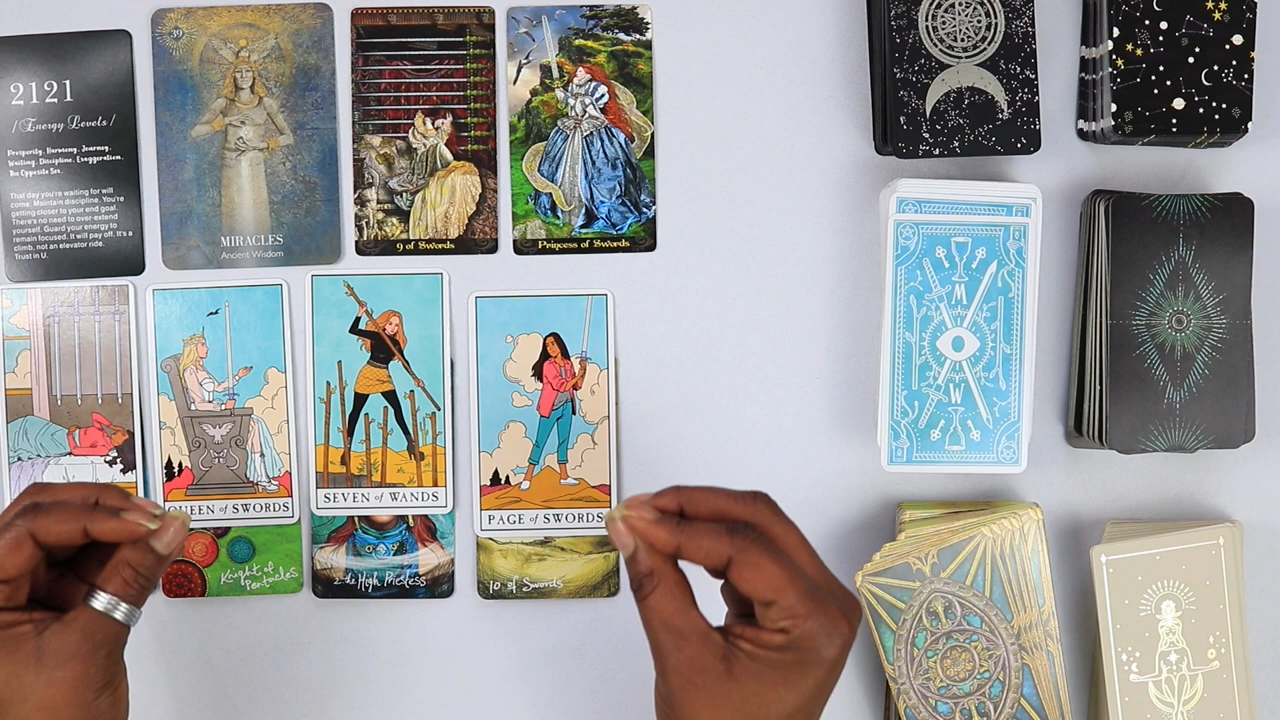 2121
/Energy Levels/
Prosperity, Harmony, Journey,
Waiting, Discipline, Exaggeration,
The Opposite Sex.
That day you're waiting for will
come. Maintain discipline. You're
getting closer to your end goal.
There's no need to over-extend
yourself. Guard your energy to
remain focused. It will pay off. It's a
climb, not an elevator ride.
Trust in U.
39
MIRACLES
Ancient Wisdom
9 of Swords
Princess of Swords
QUEEN of SWORDS
SEVEN of WANDS
PAGE of SWORDS
Knight of
Pentacles
2 the High Priestess
10 of Swords
M
W